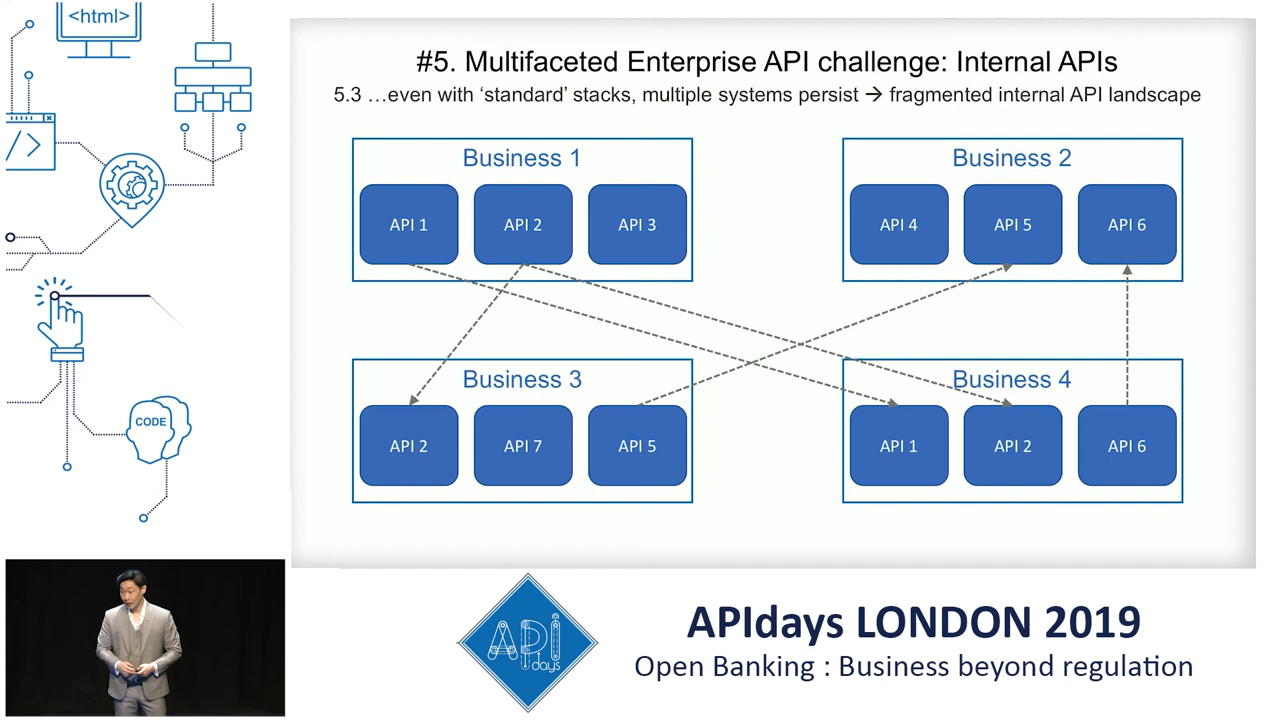 <html>
</>
CODE
#5. Multifaceted Enterprise API challenge: Internal APIs
5.3 …even with ‘standard’ stacks, multiple systems persist → fragmented internal API landscape
Business 1
API 1
API 2
API 3
Business 2
API 4
API 5
API 6
Business 3
API 2
API 7
API 5
Business 4
API 1
API 2
API 6
API
days
APIdays LONDON 2019
Open Banking : Business beyond regulation